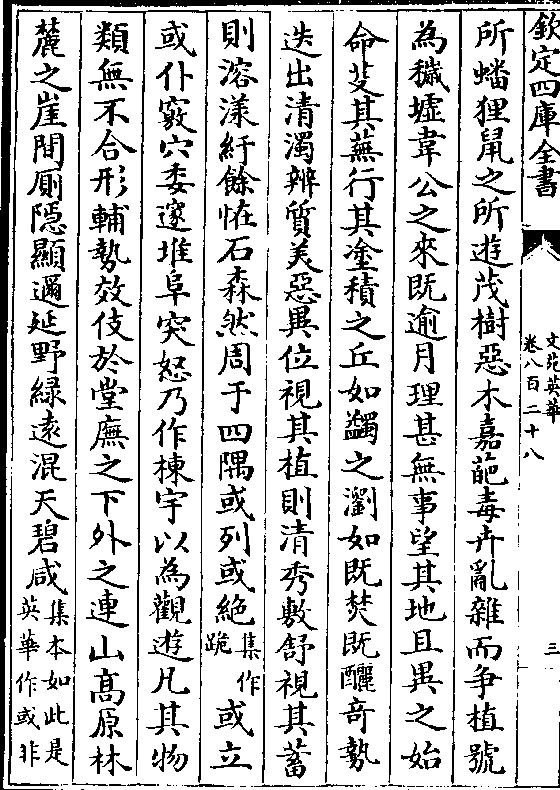 欽定四庫全書
文苑英華
卷八百二十八
三
所蟠狸䑕之所遊茂樹惡木嘉葩毒卉亂雜而争植號
為穢墟韋公之來既逾月理甚無事望其地且異之始
命芟其蕪行其塗積之丘如蠲之瀏如既焚既釃竒勢
迭出清濁辨質美惡異位視其植則清秀敷舒視其蓄
則溶漾紆餘恠石森然周于四隅或列或絶集作跪或立
或仆竅穴委邃堆阜突怒乃作棟宇以為觀遊凡其物
類無不合形輔勢效伎於堂廡之下外之連山髙原林
麓之崖間厠隠顯邇延野緑遠混天碧咸集本如此是英華作或非